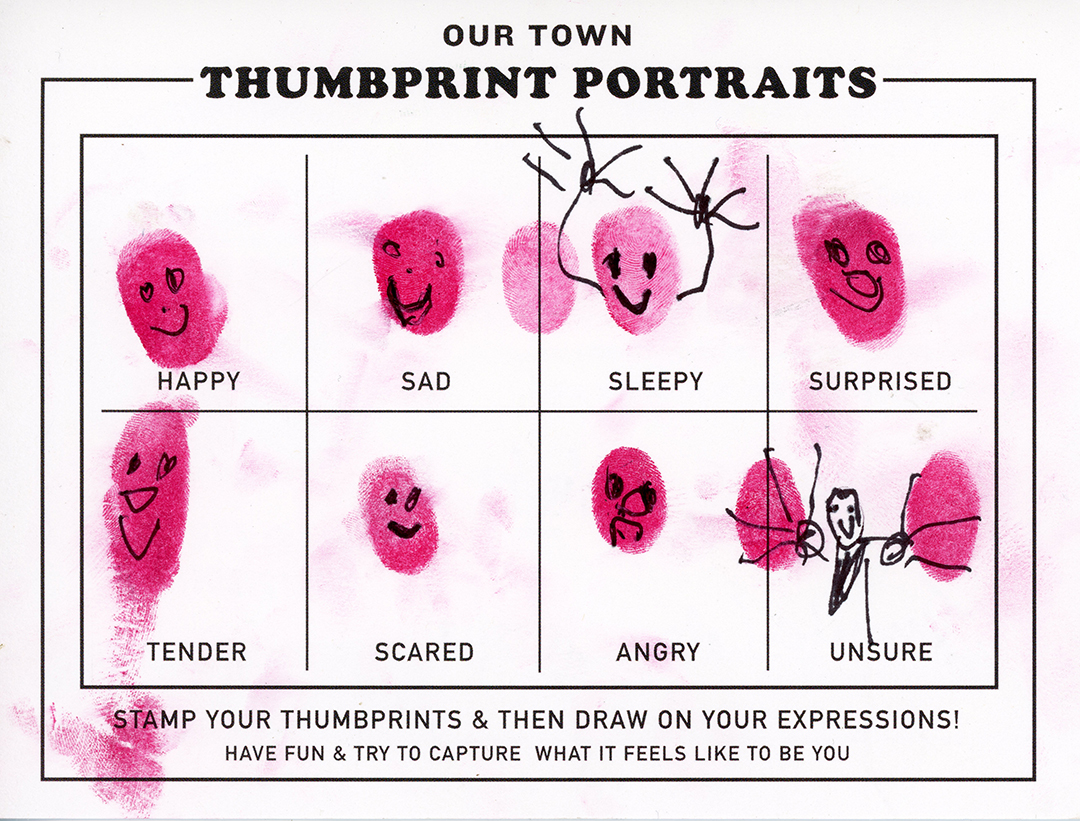 OUR TOWN
THUMBPRINT PORTRAITS
HAPPY SAD SLEEPY SURPRISED
TENDER SCARED ANGRY UNSURE
STAMP YOUR THUMBPRINTS & THEN DRAW ON YOUR EXPRESSIONS!
HAVE FUN & TRY TO CAPTURE WHAT IT FEELS LIKE TO BE YOU